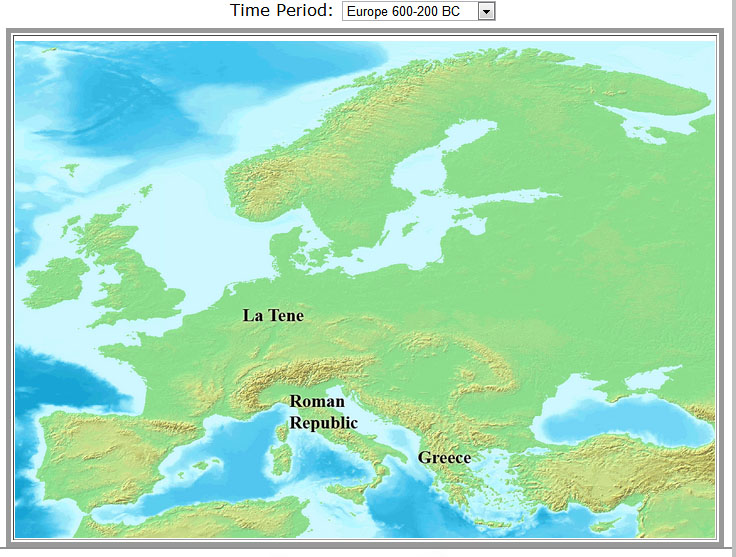 Time Period: Europe 600-200 BC
La Tene
Roman
Republic
Greece